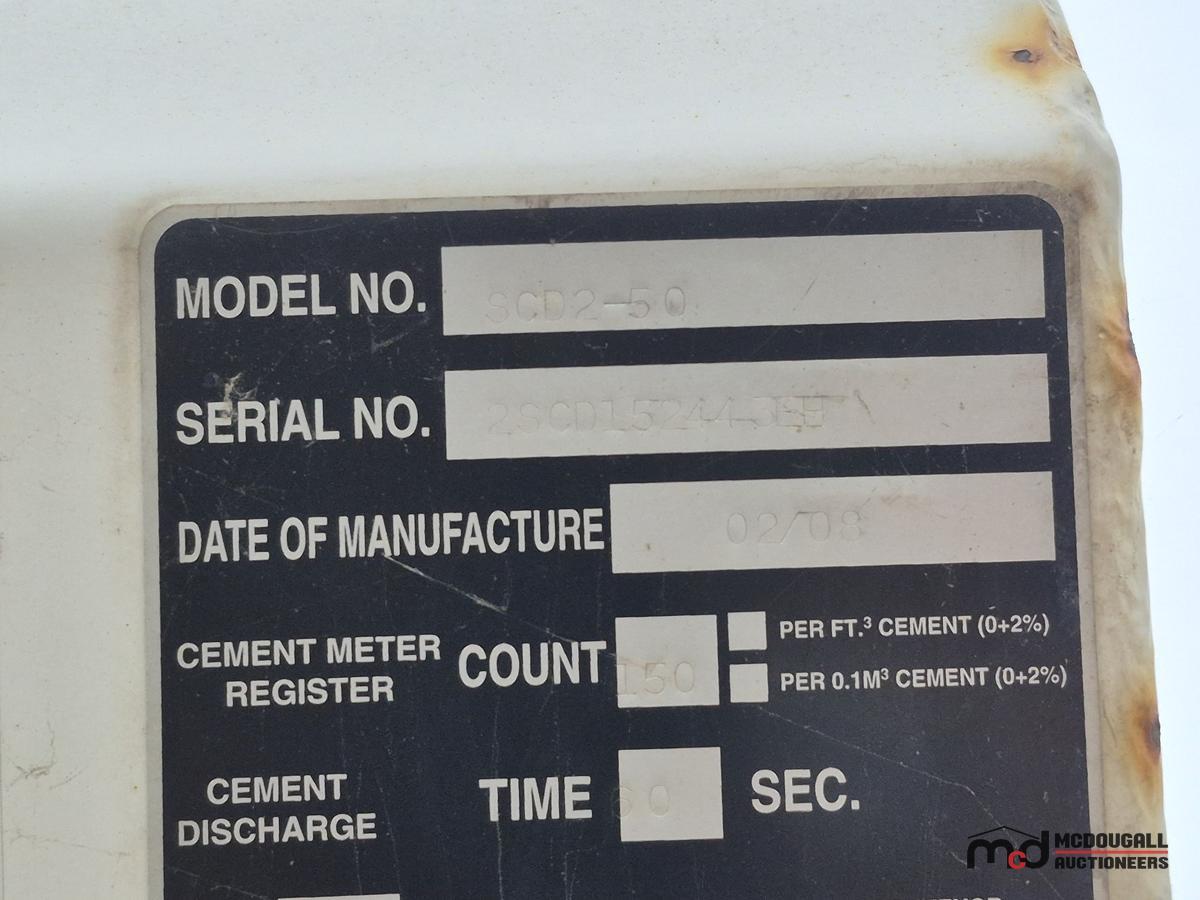 MODEL NO. SCD2-50
SERIAL NO.
DATE OF MANUFACTURE 02/08
CEMENT METER REGISTER COUNT 150
PER FT.³ CEMENT (0+2%)
PER 0.1M³ CEMENT (0+2%)
CEMENT DISCHARGE TIME SEC.
mcd MCDOUGALL
AUCTIONEERS